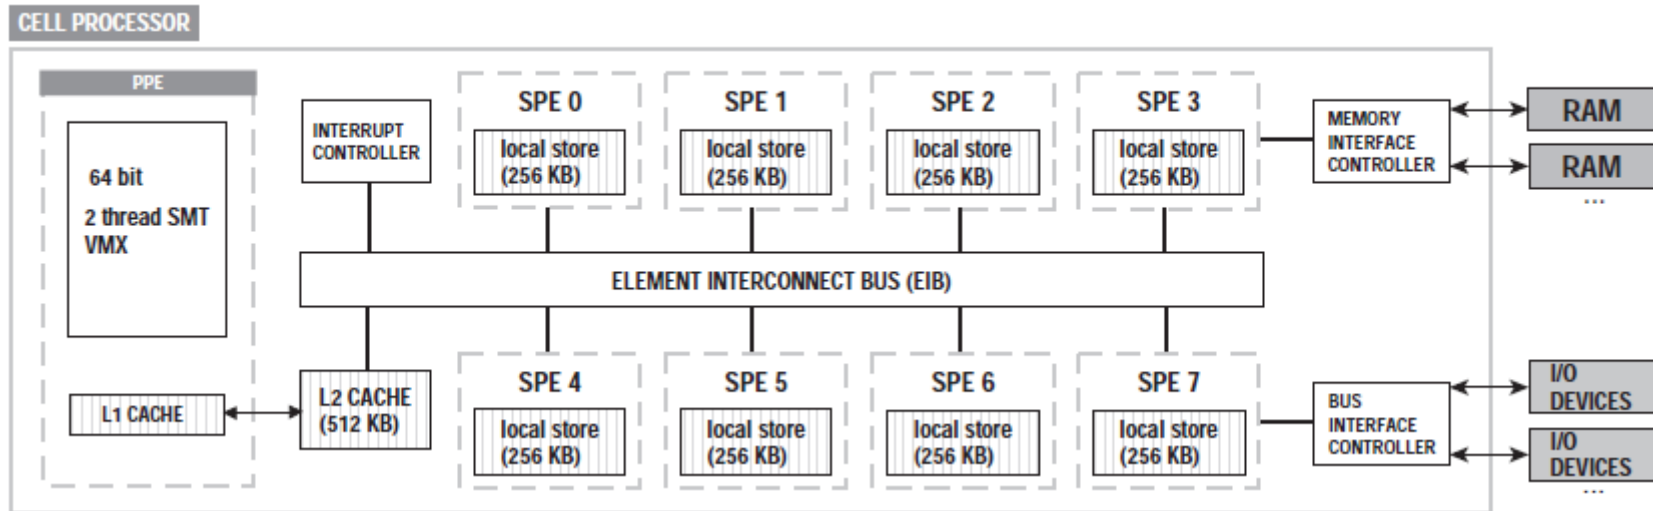 CELL PROCESSOR
PPE
64 bit
2 thread SMT
VMX
L1 CACHE
INTERRUPT
CONTROLLER
L2 CACHE
(512 KB)
SPE 0
local store
(256 KB)
SPE 1
local store
(256 KB)
SPE 2
local store
(256 KB)
SPE 3
local store
(256 KB)
ELEMENT INTERCONNECT BUS (EIB)
SPE 4
local store
(256 KB)
SPE 5
local store
(256 KB)
SPE 6
local store
(256 KB)
SPE 7
local store
(256 KB)
MEMORY
INTERFACE
CONTROLLER
RAM
RAM
...
BUS
INTERFACE
CONTROLLER
I/O
DEVICES
I/O
DEVICES
...